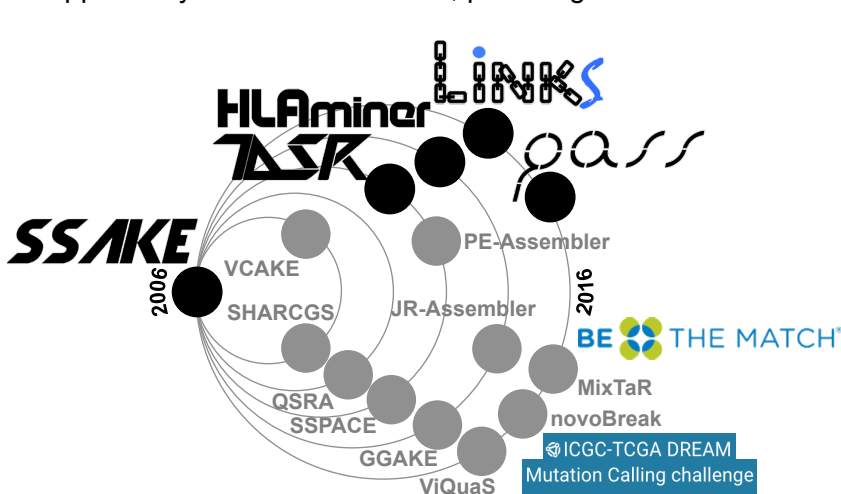 LiNKS
HLAminer
TASR
pass
SSAKE
PE-Assembler
VCAKE
2006
2016
SHARCGS
JR-Assembler
BE THE MATCH®
MixTaR
QSRA
novoBreak
SSPACE
ICGC-TCGA DREAM
GGAKE
Mutation Calling challenge
ViQuaS